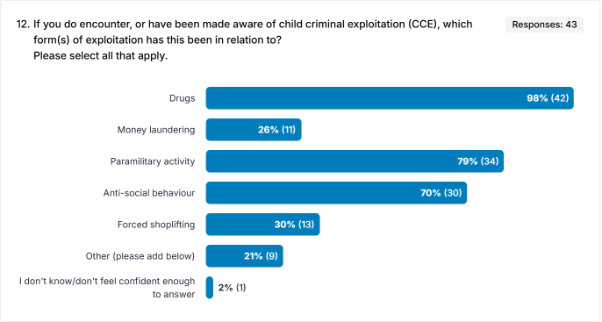 12. If you do encounter, or have been made aware of child criminal exploitation (CCE), which
Responses: 43
form(s) of exploitation has this been in relation to?
Please select all that apply.
Drugs
98% (42)
Money laundering
26% (11)
Paramilitary activity
79% (34)
Anti-social behaviour
70% (30)
Forced shoplifting
30% (13)
Other (please add below)
21% (9)
I don't know/don't feel confident enough
to answer
2% (1)